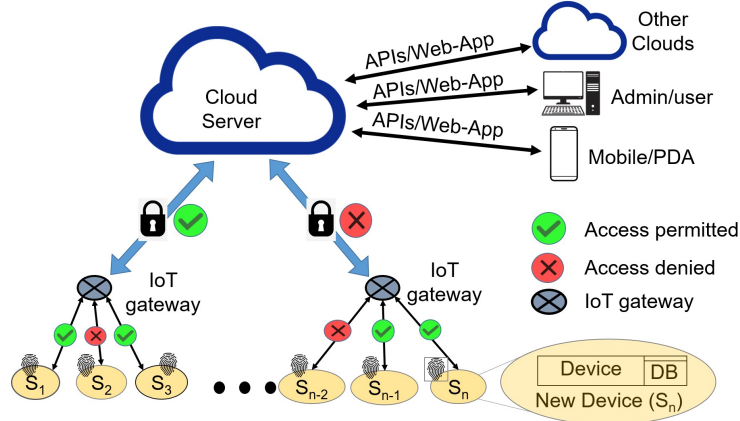 Other
Clouds
APIs/Web-App
Cloud
Server
APIs/Web-App
Admin/user
APIs/Web-App
Mobile/PDA
Access permitted
Access denied
IoT gateway
IoT
gateway
IoT
gateway
S1
S2
S3
Sn-2
Sn-1
Sn
Device
DB
New Device (Sn)